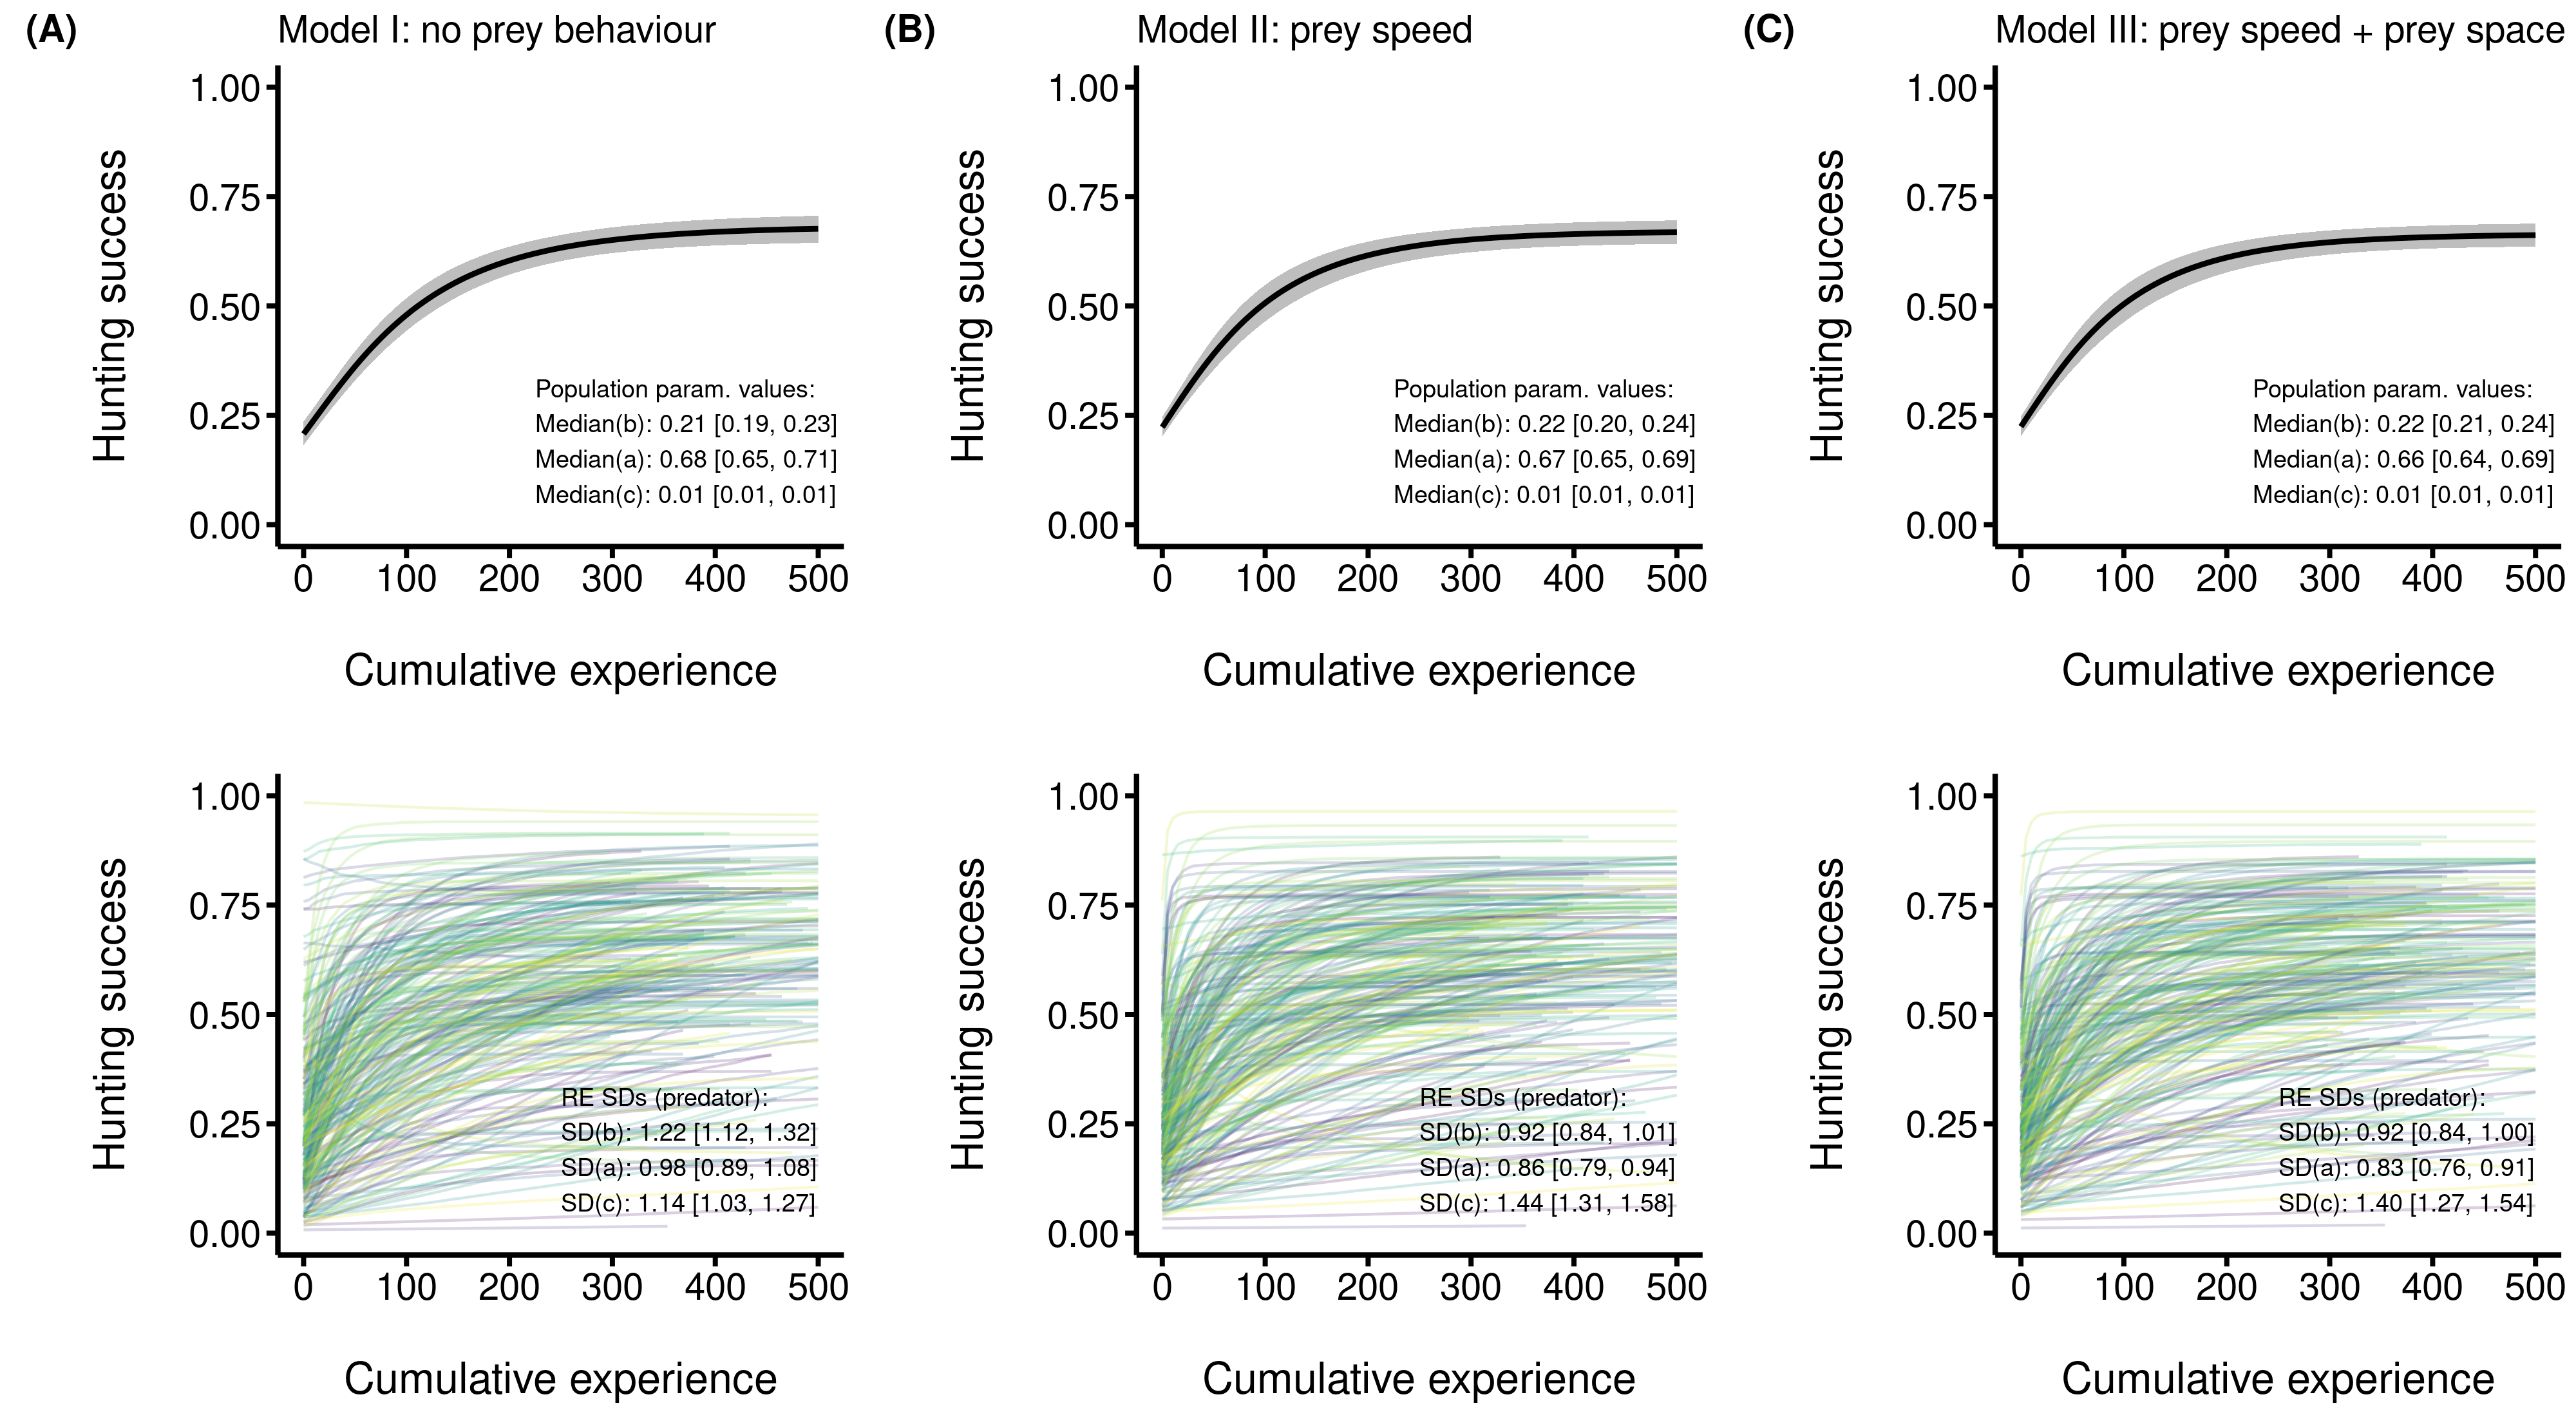 (A) Model I: no prey behaviour
1.00
0.75
0.50
0.25
0.00
Hunting success
Population param. values:
Median(b): 0.21 [0.19, 0.23]
Median(a): 0.68 [0.65, 0.71]
Median(c): 0.01 [0.01, 0.01]
0 100 200 300 400 500
Cumulative experience
(B) Model II: prey speed
1.00
0.75
0.50
0.25
0.00
Hunting success
Population param. values:
Median(b): 0.22 [0.20, 0.24]
Median(a): 0.67 [0.65, 0.69]
Median(c): 0.01 [0.01, 0.01]
0 100 200 300 400 500
Cumulative experience
(C) Model III: prey speed + prey space
1.00
0.75
0.50
0.25
0.00
Hunting success
Population param. values:
Median(b): 0.22 [0.21, 0.24]
Median(a): 0.66 [0.64, 0.69]
Median(c): 0.01 [0.01, 0.01]
0 100 200 300 400 500
Cumulative experience
1.00
0.75
0.50
0.25
0.00
Hunting success
RE SDs (predator):
SD(b): 1.22 [1.12, 1.32]
SD(a): 0.98 [0.89, 1.08]
SD(c): 1.14 [1.03, 1.27]
0 100 200 300 400 500
Cumulative experience
1.00
0.75
0.50
0.25
0.00
Hunting success
RE SDs (predator):
SD(b): 0.92 [0.84, 1.01]
SD(a): 0.86 [0.79, 0.94]
SD(c): 1.44 [1.31, 1.58]
0 100 200 300 400 500
Cumulative experience
1.00
0.75
0.50
0.25
0.00
Hunting success
RE SDs (predator):
SD(b): 0.92 [0.84, 1.00]
SD(a): 0.83 [0.76, 0.91]
SD(c): 1.40 [1.27, 1.54]
0 100 200 300 400 500
Cumulative experience